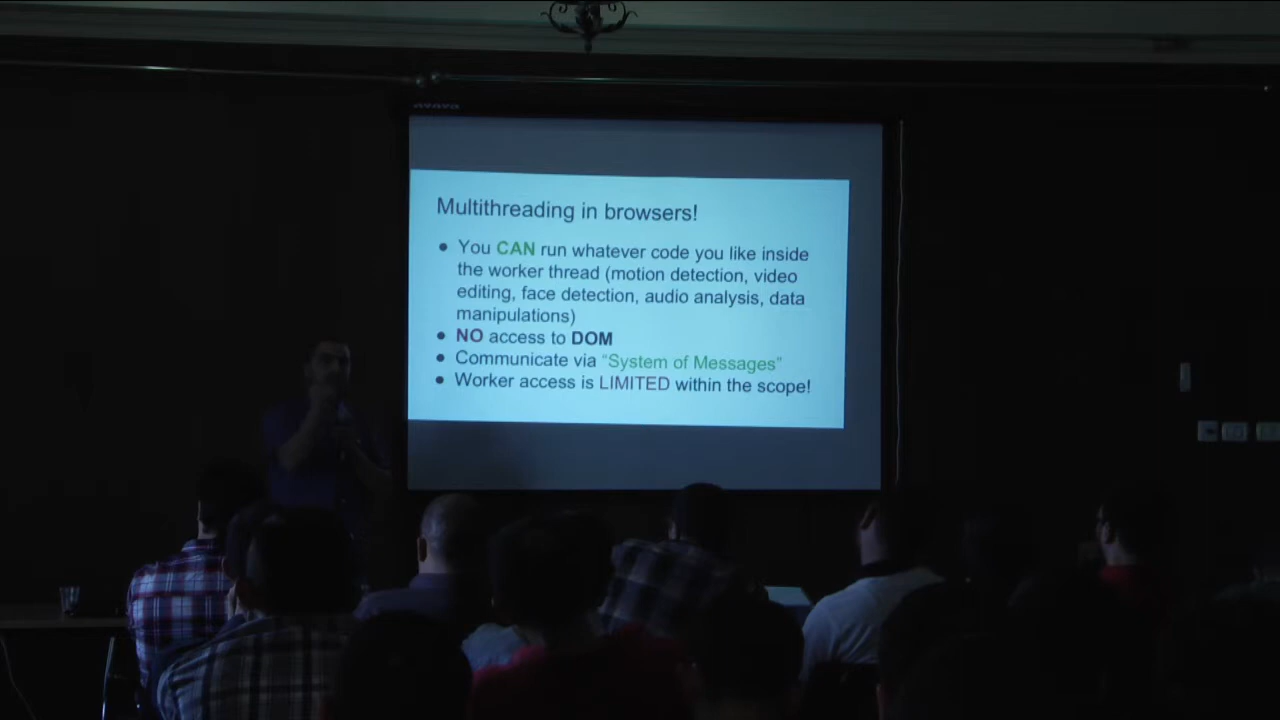 AVAYA
Multithreading in browsers!
● You CAN run whatever code you like inside
the worker thread (motion detection, video
editing, face detection, audio analysis, data
manipulations)
● NO access to DOM
● Communicate via “System of Messages”
● Worker access is LIMITED within the scope!